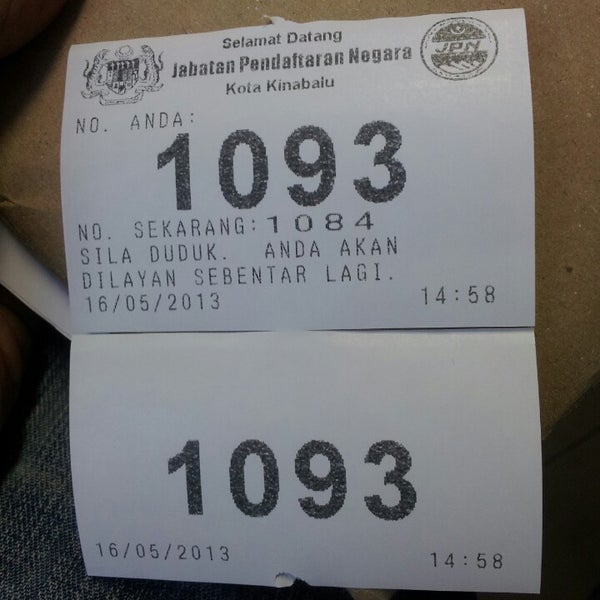 Selamat Datang
Jabatan Pendaftaran Negara
JPN
Kota Kinabalu
NO. ANDA:
1093
NO. SEKARANG: 1084
SILA DUDUK. ANDA AKAN
DILAYAN SEBENTAR LAGI.
16/05/2013 14:58
1093
16/05/2013 14:58